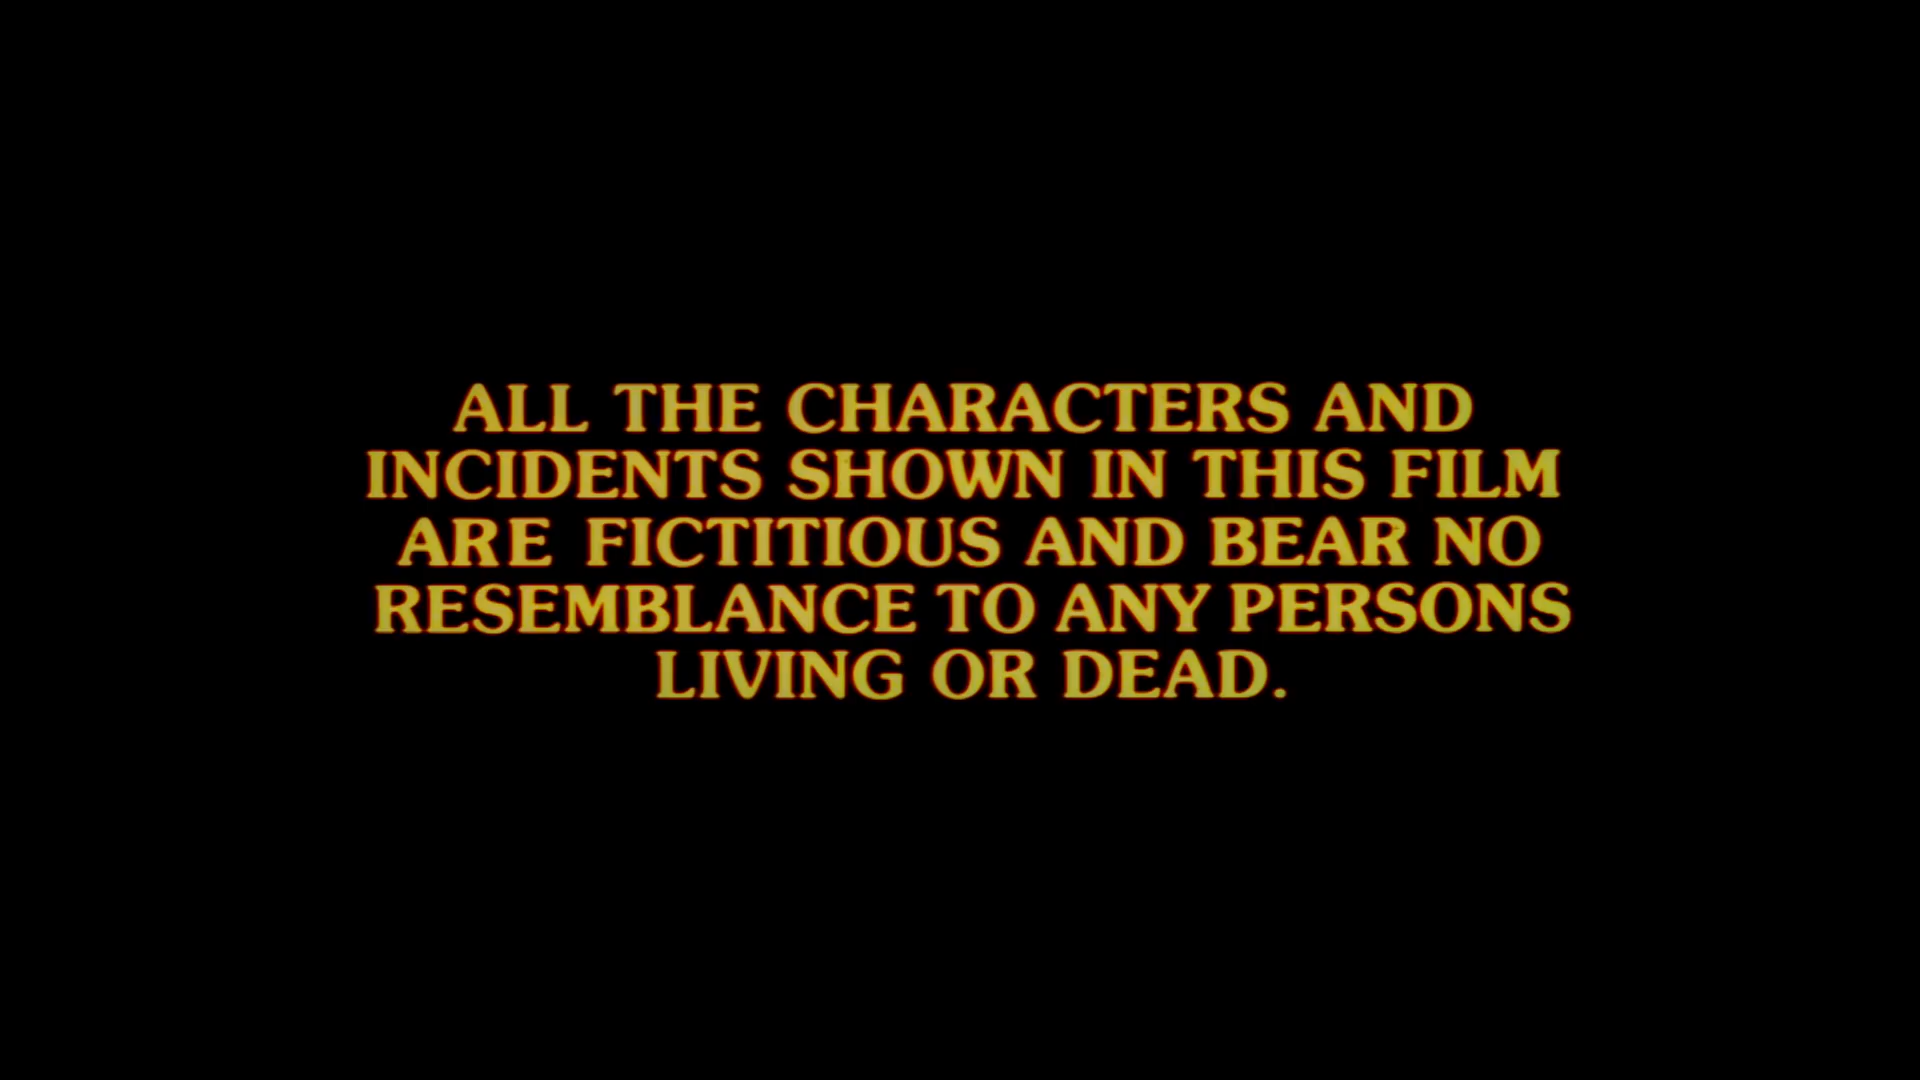 ALL THE CHARACTERS AND
INCIDENTS SHOWN IN THIS FILM
ARE FICTITIOUS AND BEAR NO
RESEMBLANCE TO ANY PERSONS
LIVING OR DEAD.